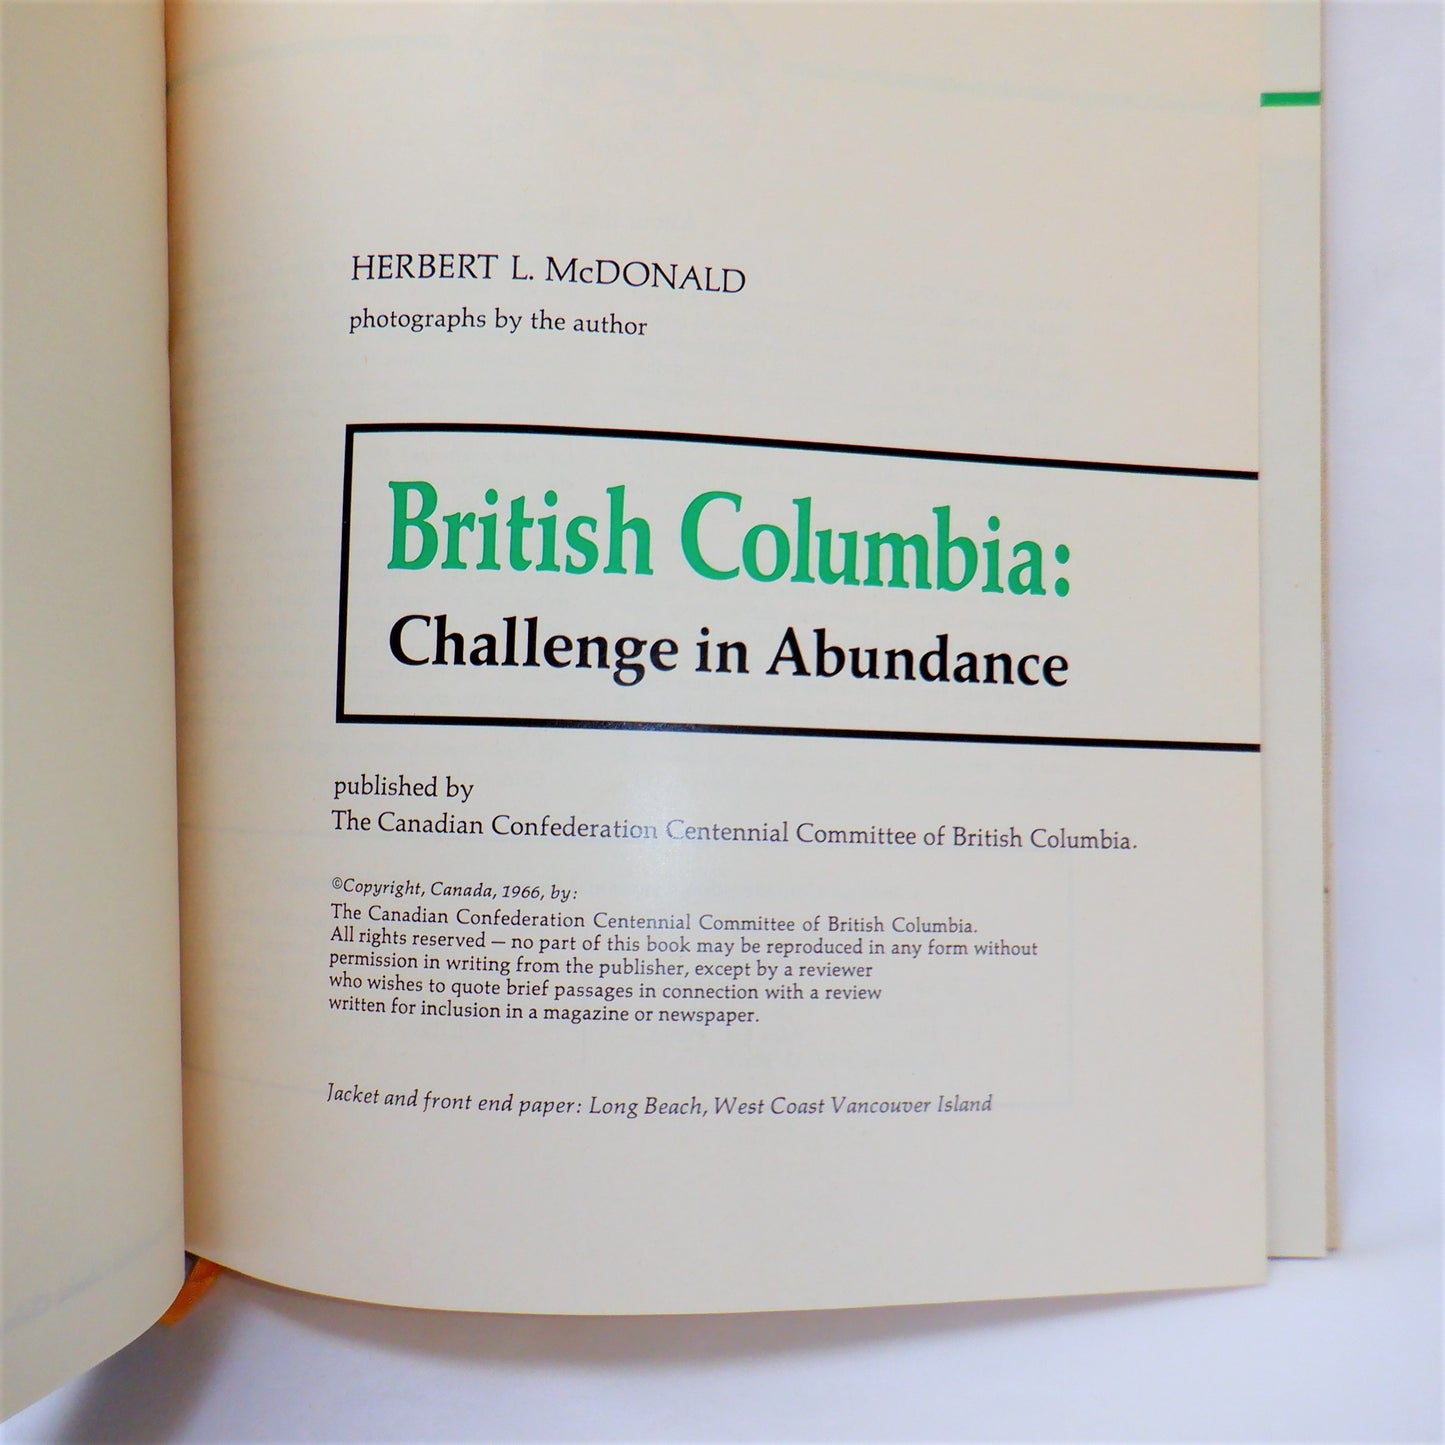 HERBERT L. McDONALD
photographs by the author
British Columbia:
Challenge in Abundance
published by
The Canadian Confederation Centennial Committee of British Columbia.
©Copyright, Canada, 1966, by:
The Canadian Confederation Centennial Committee of British Columbia.
All rights reserved — no part of this book may be reproduced in any form without
permission in writing from the publisher, except by a reviewer
who wishes to quote brief passages in connection with a review
written for inclusion in a magazine or newspaper.
Jacket and front end paper: Long Beach, West Coast Vancouver Island